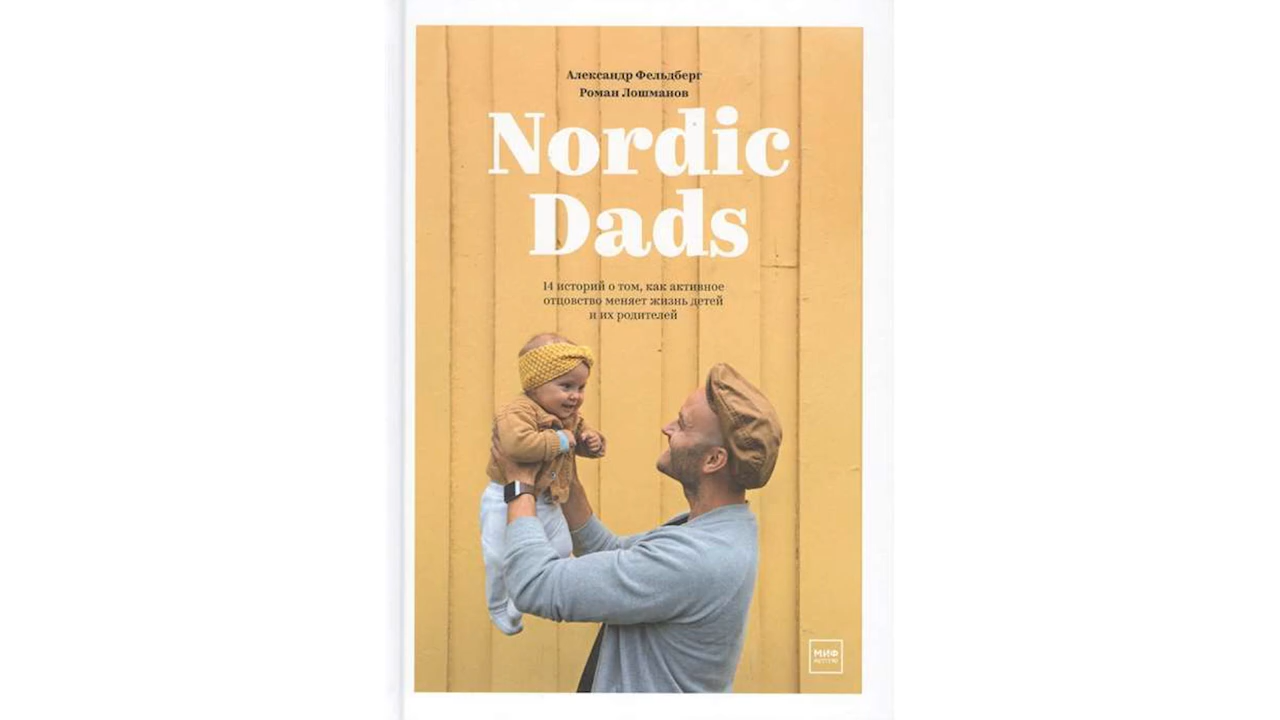 Александр Фельдберг
Роман Лошманов
Nordic
Dads
14 историй о том, как активное
отцовство меняет жизнь детей
и их родителей
МИФ